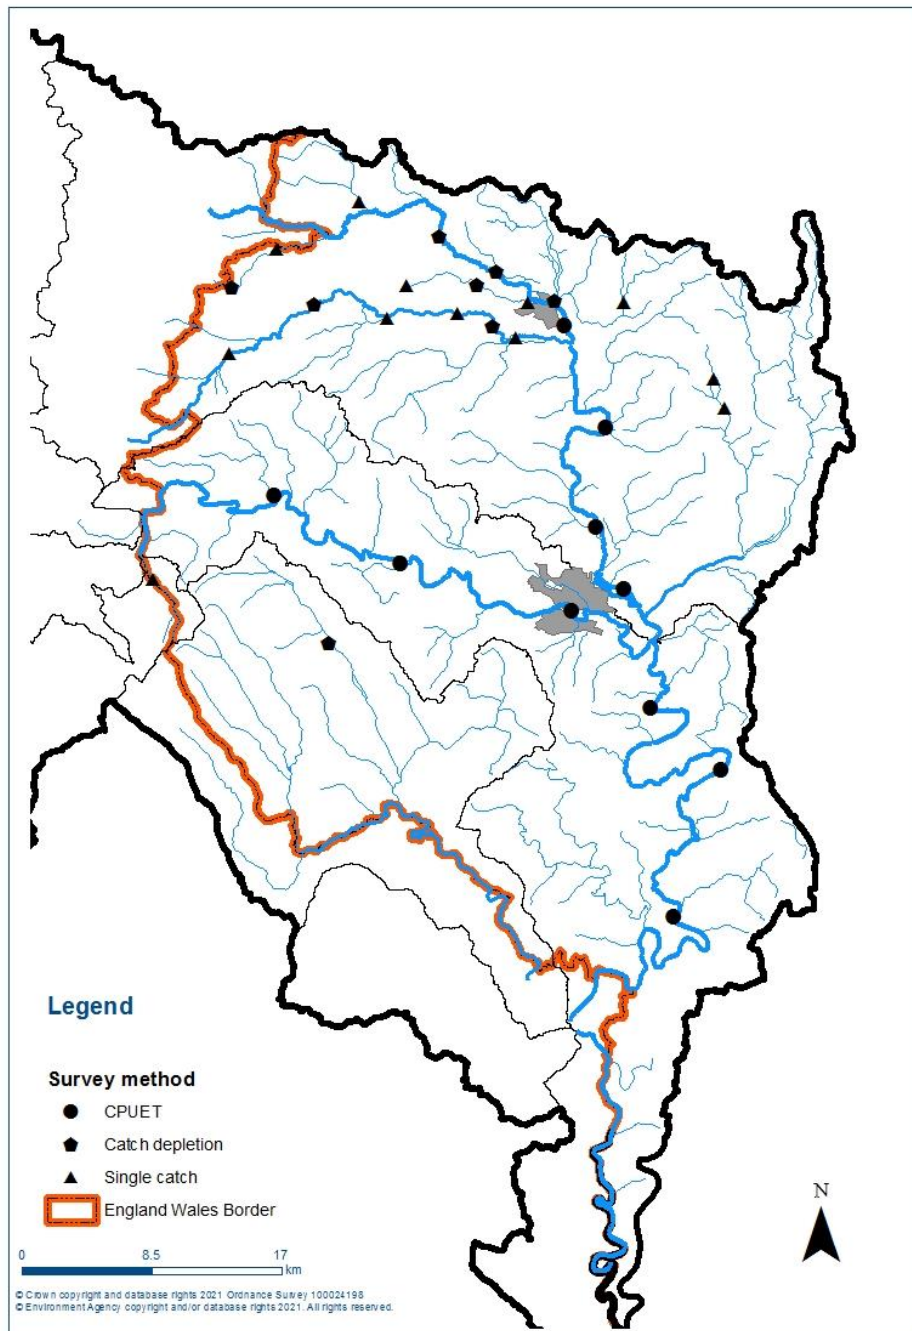 Legend
Survey method
CPUET
Catch depletion
Single catch
England Wales Border
N
0 8.5 17
km
© Crown copyright and database rights 2021 Ordnance Survey 100024198
© Environment Agency copyright and/or database rights 2021. All rights reserved.